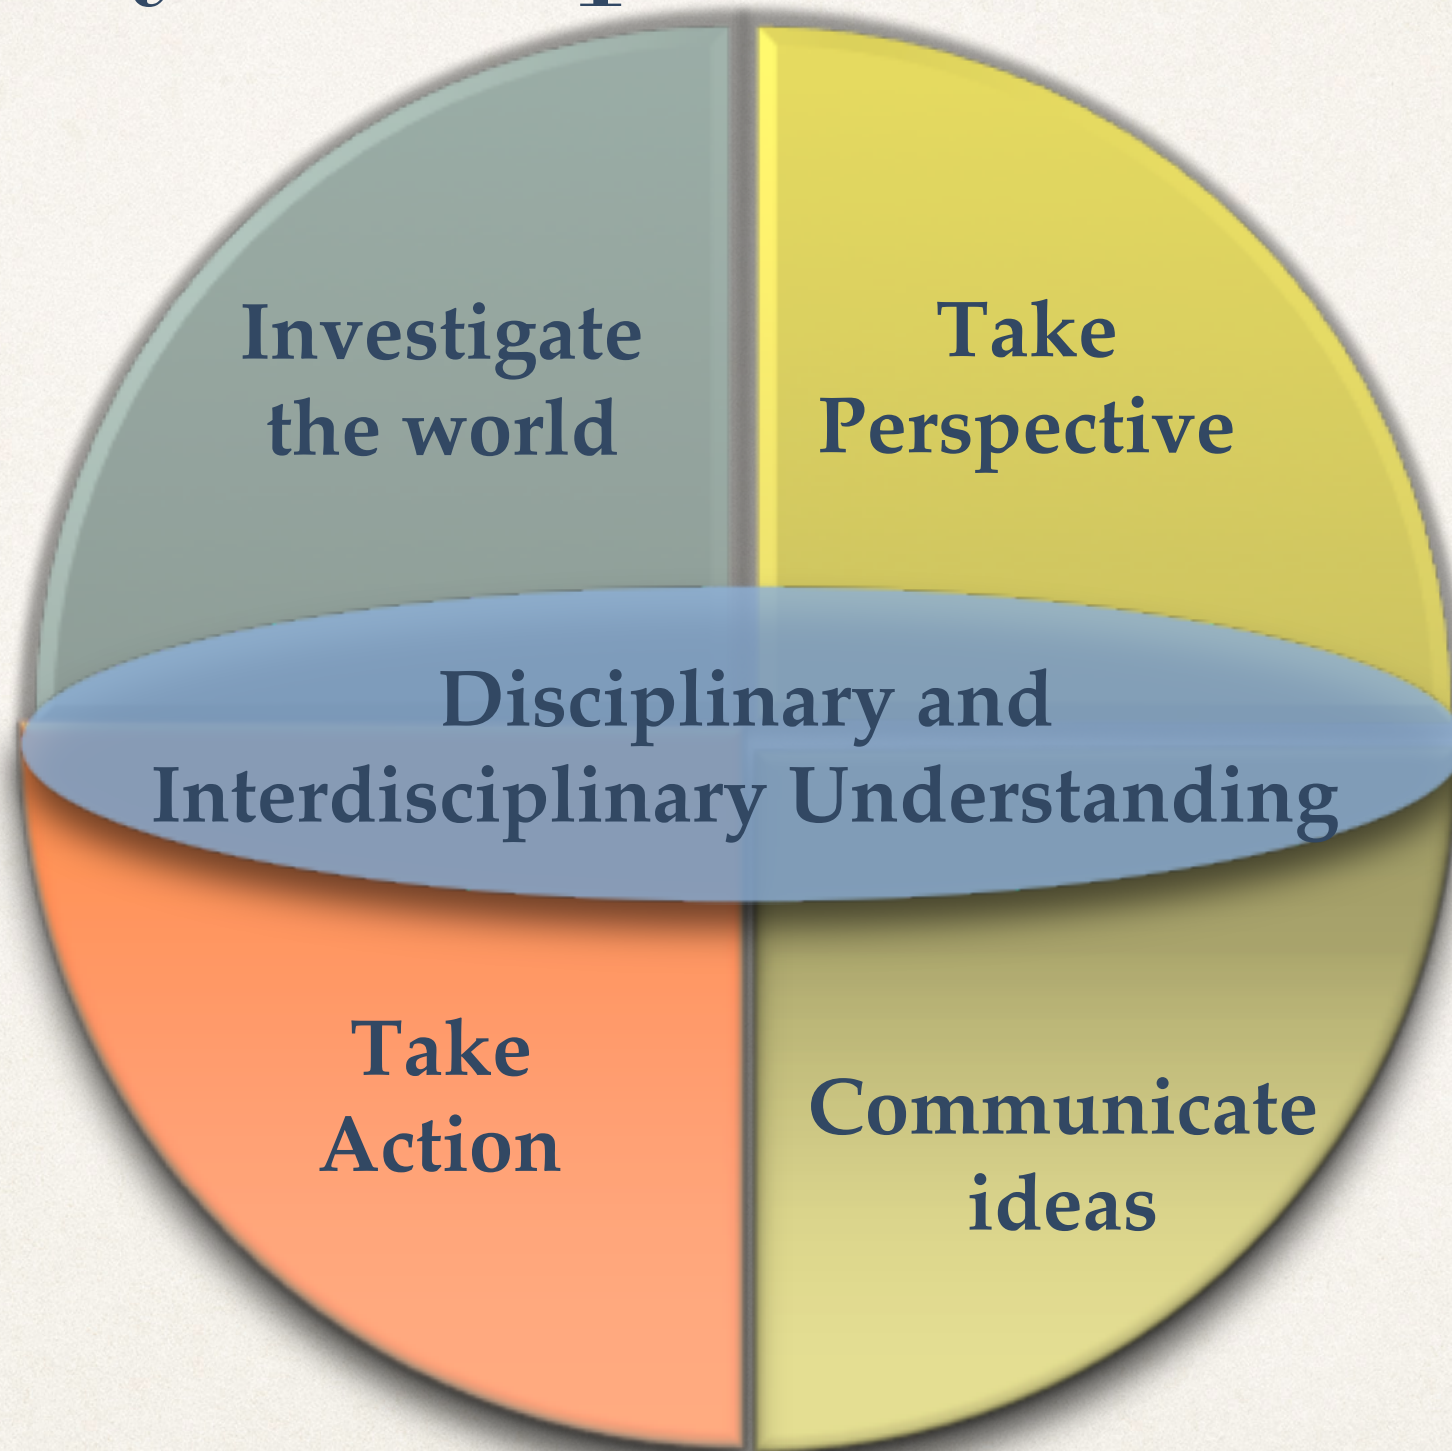 Investigate
the world
Take
Perspective
Disciplinary and
Interdisciplinary Understanding
Take
Action
Communicate
ideas